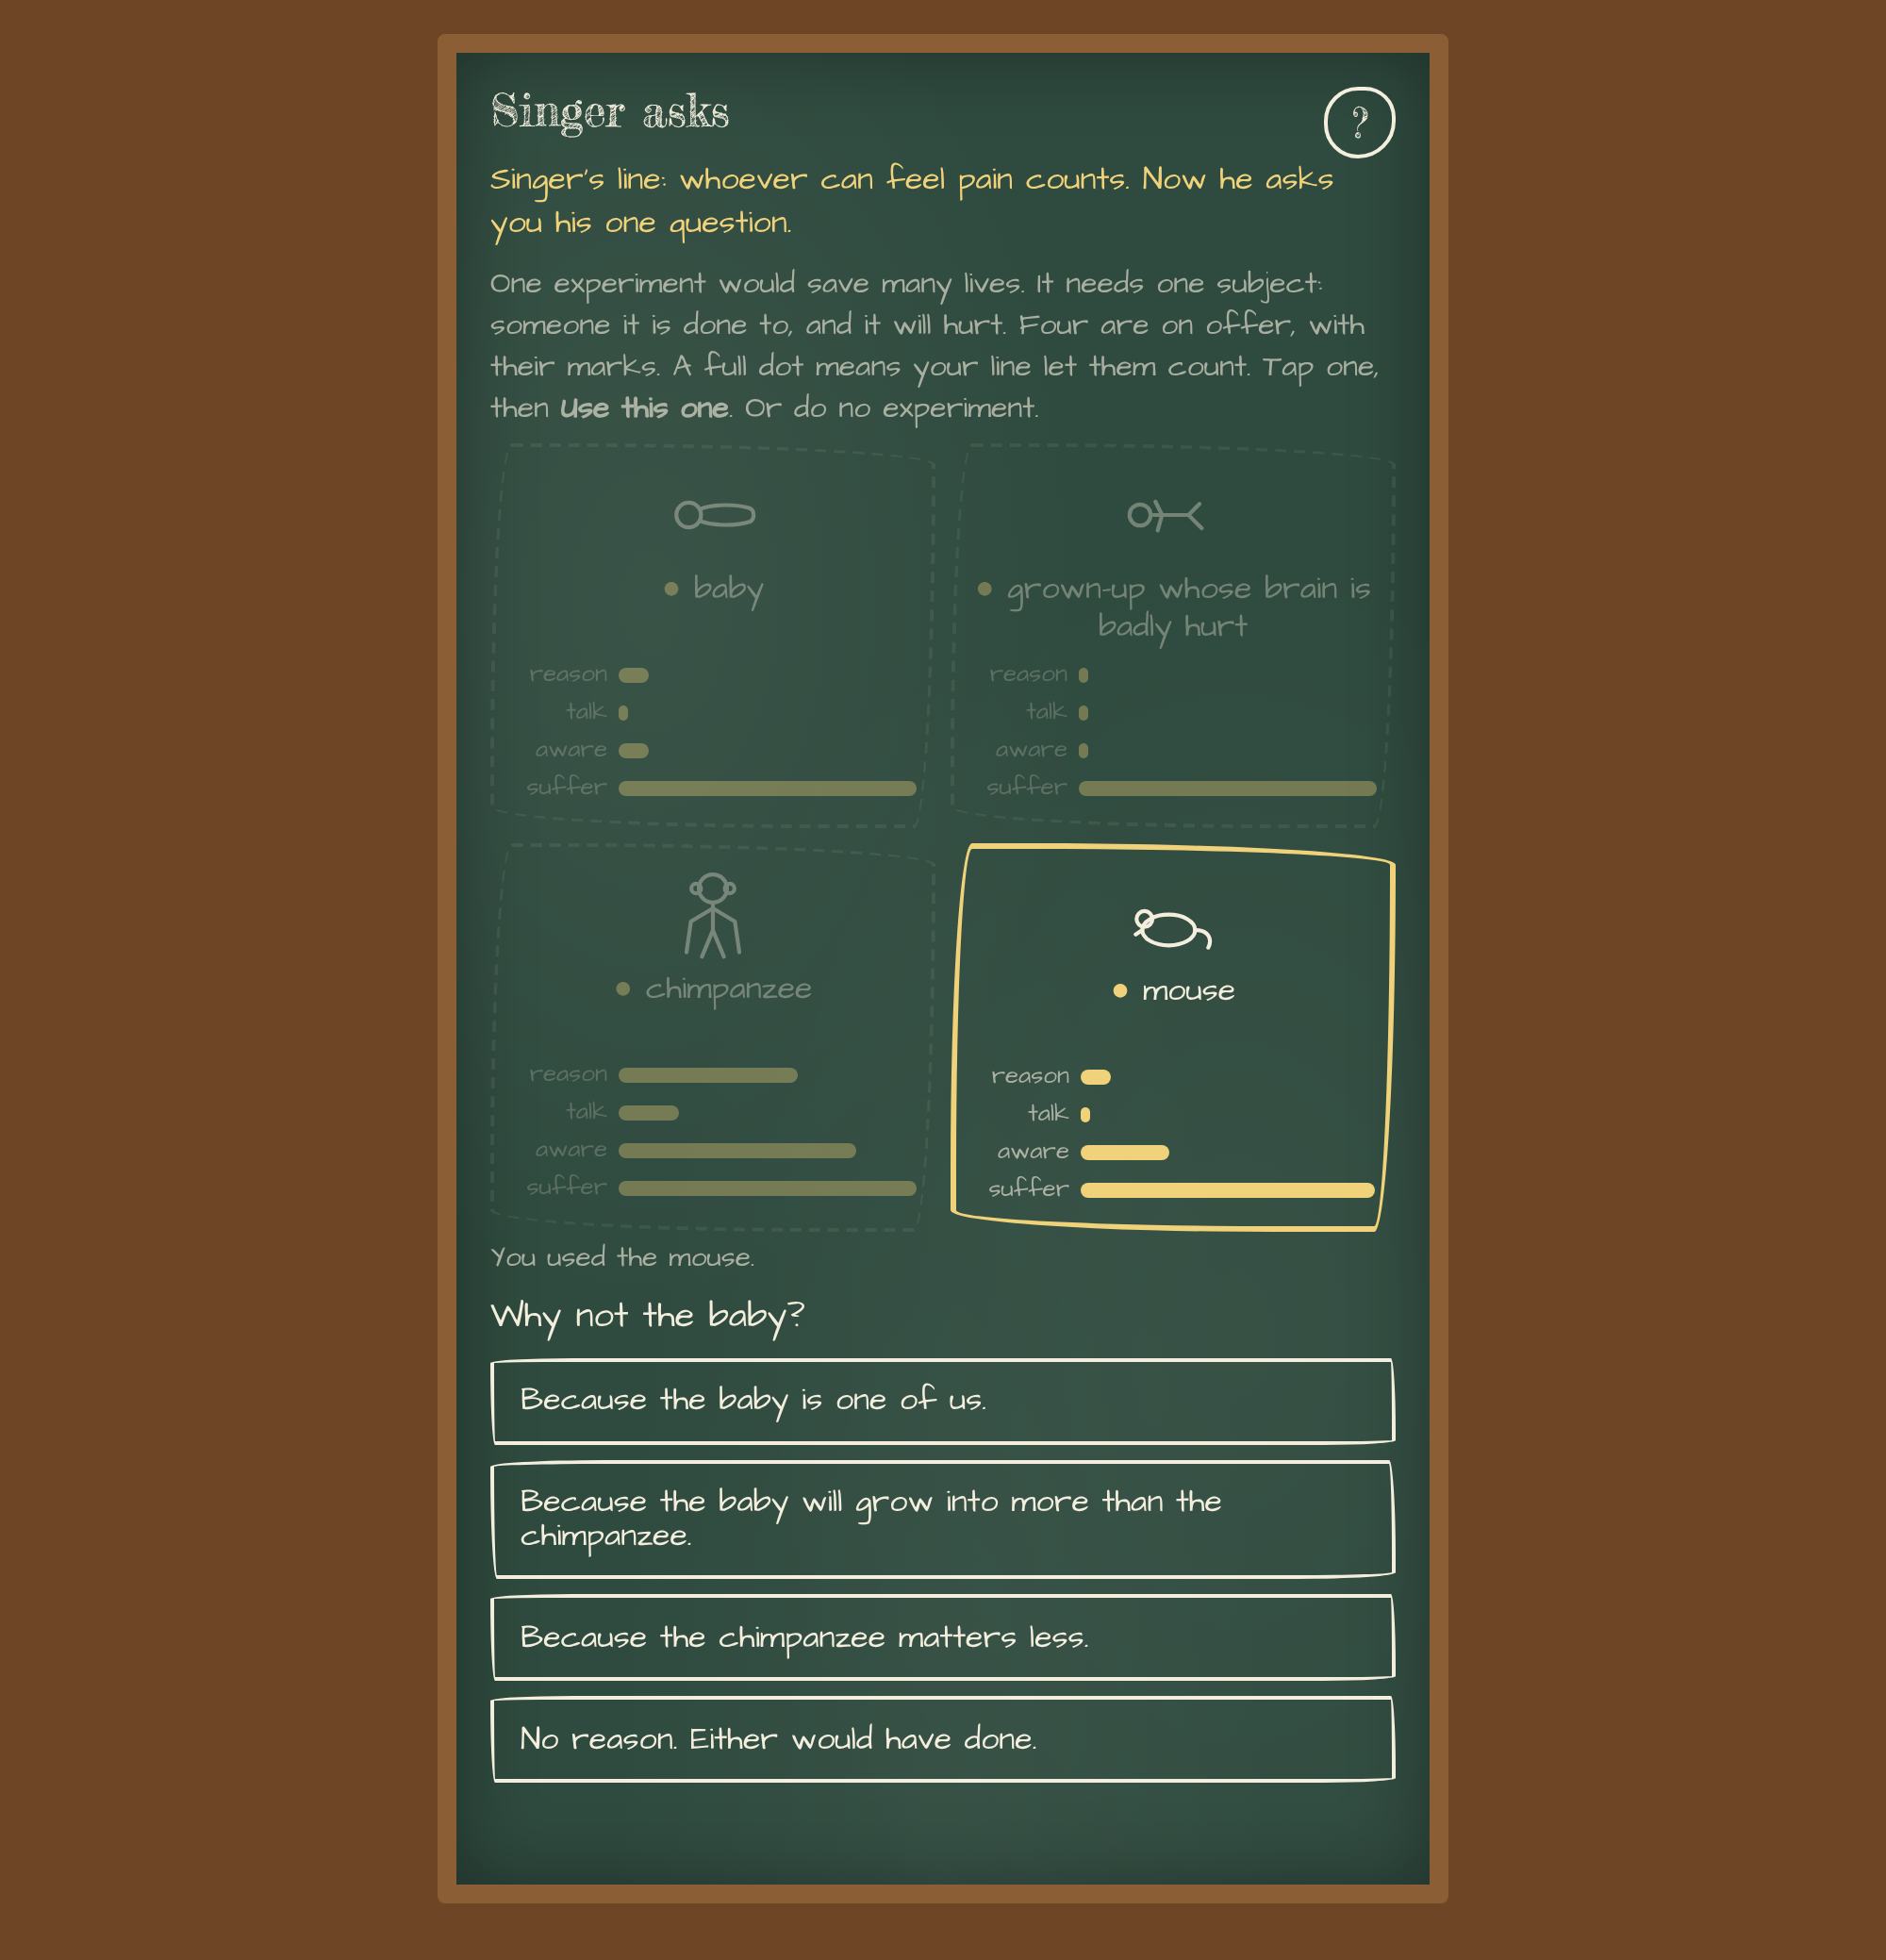 Singer asks
?
Singer's line: whoever can feel pain counts. Now he asks
you his one question.
One experiment would save many lives. It needs one subject:
someone it is done to, and it will hurt. Four are on offer, with
their marks. A full dot means your line let them count. Tap one,
then Use this one. Or do no experiment.
baby
reason
talk
aware
suffer
grown-up whose brain is
badly hurt
reason
talk
aware
suffer
chimpanzee
reason
talk
aware
suffer
mouse
reason
talk
aware
suffer
You used the mouse.
Why not the baby?
Because the baby is one of us.
Because the baby will grow into more than the
chimpanzee.
Because the chimpanzee matters less.
No reason. Either would have done.